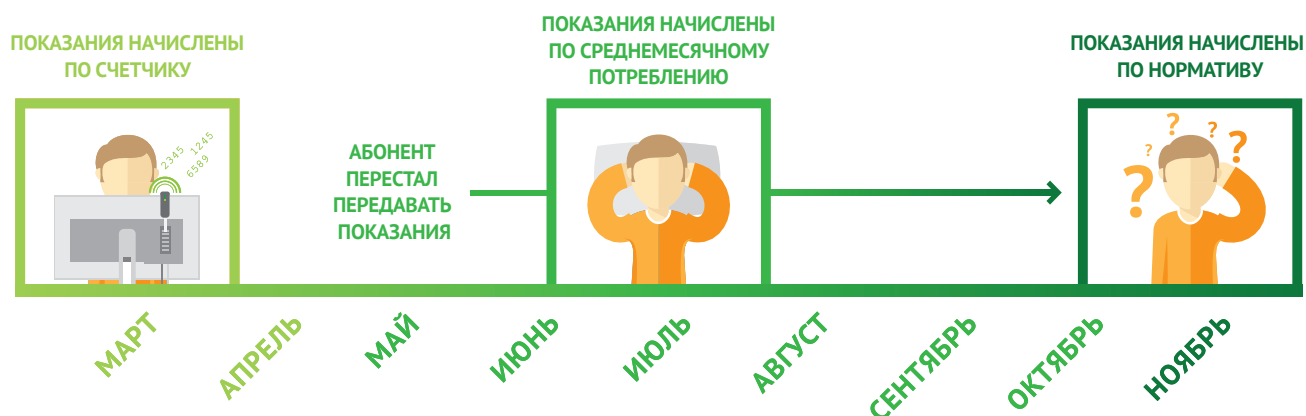 ПОКАЗАНИЯ НАЧИСЛЕНЫ
ПО СЧЕТЧИКУ
2345 1245
6589
АБОНЕНТ
ПЕРЕСТАЛ
ПЕРЕДАВАТЬ
ПОКАЗАНИЯ
ПОКАЗАНИЯ НАЧИСЛЕНЫ
ПО СРЕДНЕМЕСЯЧНОМУ
ПОТРЕБЛЕНИЮ
ПОКАЗАНИЯ НАЧИСЛЕНЫ
ПО НОРМАТИВУ
? ? ? ? ?
МАРТ
АПРЕЛЬ
МАЙ
ИЮНЬ
ИЮЛЬ
АВГУСТ
СЕНТЯБРЬ
ОКТЯБРЬ
НОЯБРЬ